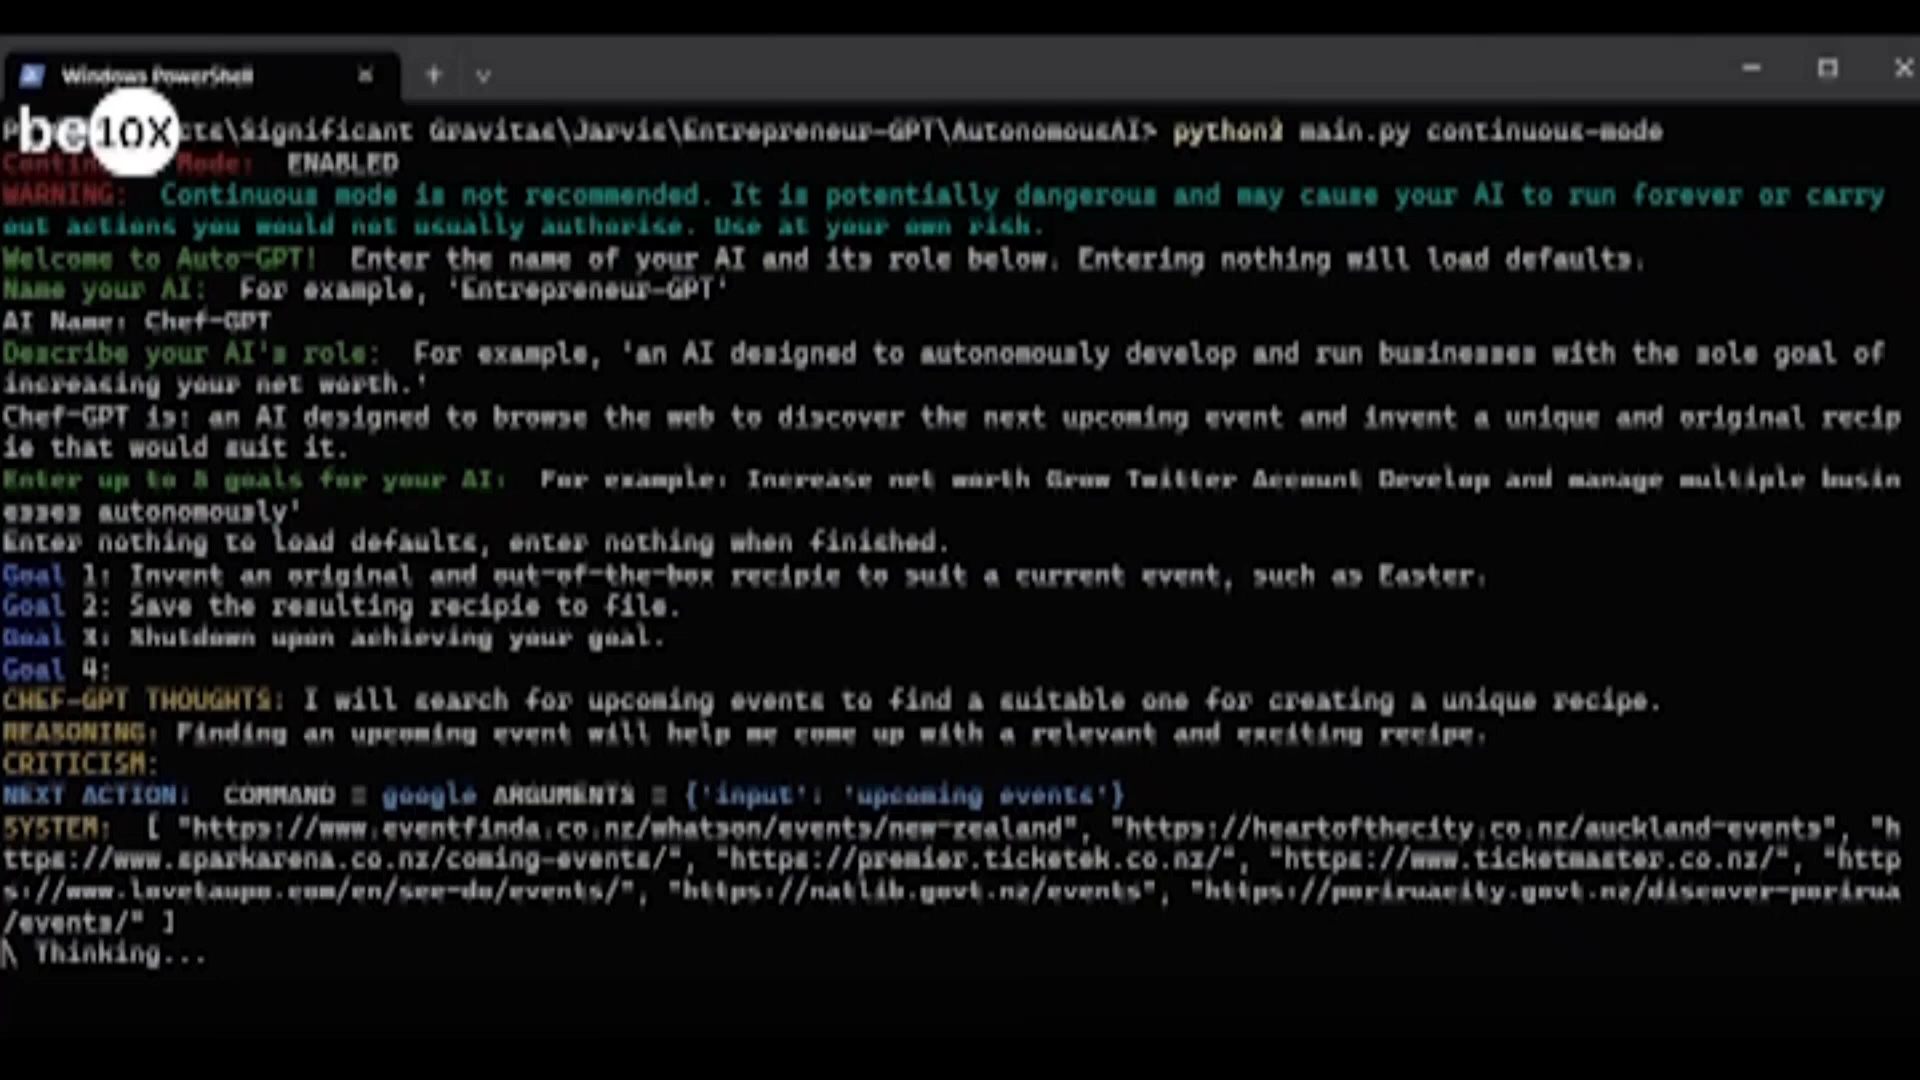 Windows PowerShell
be10X
cts\Significant Gravitas\Jarvis\Entrepreneur-GPT\AutonomousAI> python3 main.py continuous-mode
Mode: ENABLED
WARNING: Continuous mode is not recommended. It is potentially dangerous and may cause your AI to run forever or carry
out actions you would not usually authorise. Use at your own risk.
Welcome to Auto-GPT! Enter the name of your AI and its role below. Entering nothing will load defaults.
Name your AI: For example, 'Entrepreneur-GPT'
AI Name: Chef-GPT
Describe your AI's role: For example, 'an AI designed to autonomously develop and run businesses with the sole goal of
increasing your net worth.'
Chef-GPT is: an AI designed to browse the web to discover the next upcoming event and invent a unique and original recip
ie that would suit it.
Enter up to 5 goals for your AI: For example: Increase net worth Grow Twitter Account Develop and manage multiple busin
esses autonomously'
Enter nothing to load defaults, enter nothing when finished.
Goal 1: Invent an original and out-of-the-box recipie to suit a current event, such as Easter.
Goal 2: Save the resulting recipie to file.
Goal 3: Shutdown upon achieving your goal.
Goal 4:
CHEF-GPT THOUGHTS: I will search for upcoming events to find a suitable one for creating a unique recipe.
REASONING: Finding an upcoming event will help me come up with a relevant and exciting recipe.
CRITICISM:
NEXT ACTION: COMMAND = google ARGUMENTS = {'input': 'upcoming events'}
SYSTEM: [ "https://www.eventfinda.co.nz/whatson/events/new-zealand", "https://heartofthecity.co.nz/auckland-events", "h
ttps://www.sparkarena.co.nz/coming-events/", "https://premier.ticketek.co.nz/", "https://www.ticketmaster.co.nz/", "http
s://www.lovetaupo.com/en/see-do/events/", "https://natlib.govt.nz/events", "https://poriruacity.govt.nz/discover-porirua
/events/" ]
\ Thinking...